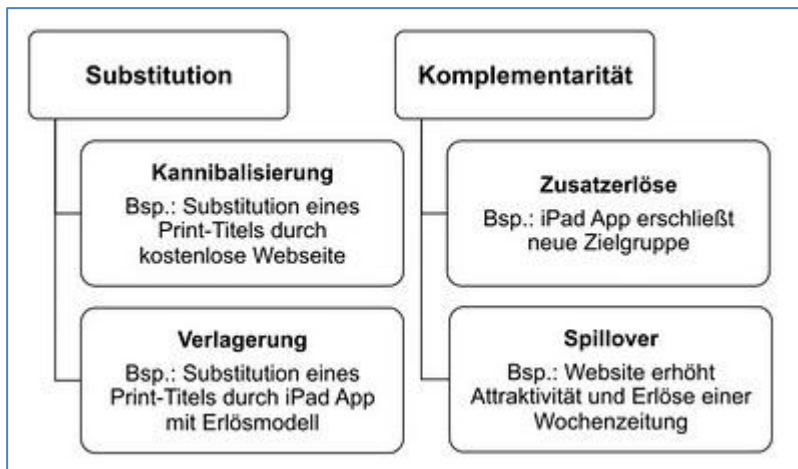 Substitution
Kannibalisierung
Bsp.: Substitution eines
Print-Titels durch
kostenlose Webseite
Verlagerung
Bsp.: Substitution eines
Print-Titels durch iPad App
mit Erlösmodell
Komplementarität
Zusatzerlöse
Bsp.: iPad App erschließt
neue Zielgruppe
Spillover
Bsp.: Website erhöht
Attraktivität und Erlöse einer
Wochenzeitung